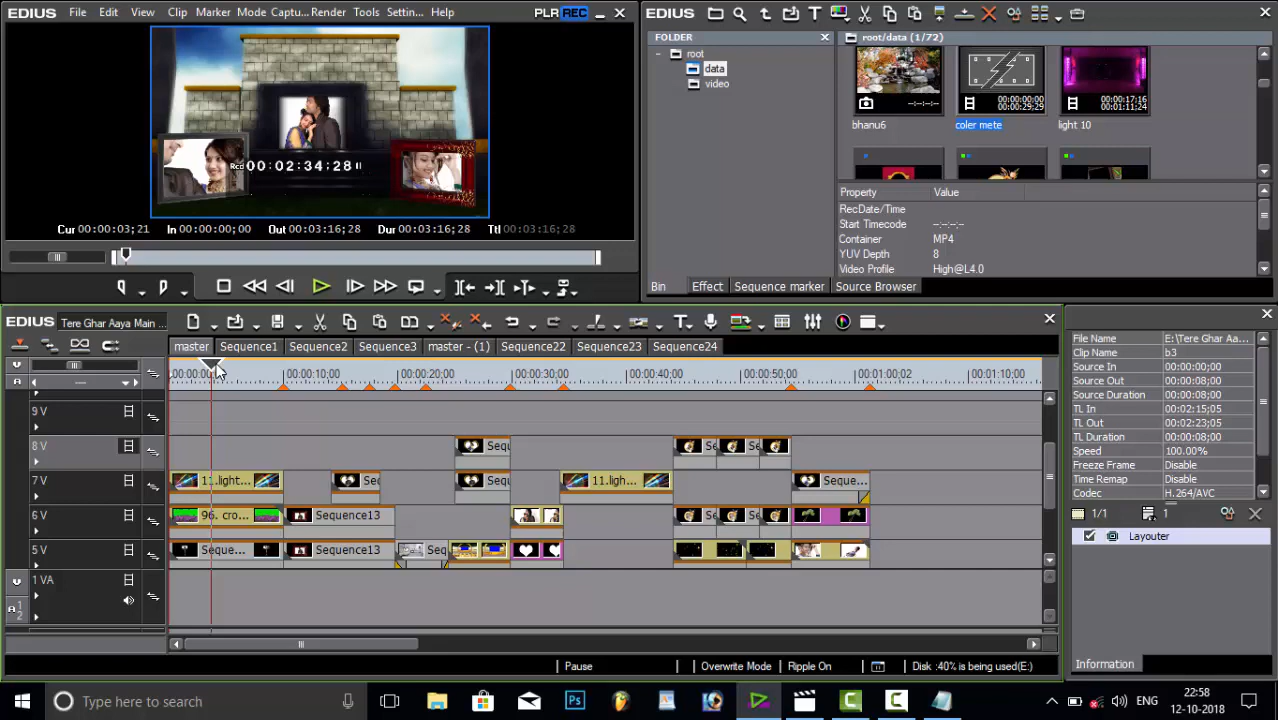 File Edit View Clip Marker Mode Captu... Render Tools Settin... Help PLR REC
Rcd 00:02:34:28
Cur 00:00:03;21 In 00:00:00;00 Out 00:03:16;28 Dur 00:03:16;28 Ttl 00:03:16;28
EDIUS
FOLDER
root
data
video
root/data (1/72)
--:--:--:--
00:00:00:00
00:00:29;29
00:00:17;16
00:01:11;24
bhanu6 coler mete light 10
Property Value
RecDate/Time
Start Timecode --:--:--:--
Container MP4
YUV Depth 8
Video Profile High@L4.0
Bin Effect Sequence marker Source Browser
EDIUS Tere Ghar Aaya Main ...
master Sequence1 Sequence2 Sequence3 master - (1) Sequence22 Sequence23 Sequence24
00:00:10;00 00:00:20;00 00:00:30;00 00:00:40;00 00:00:50;00 00:01:00;02 00:01:10;02
9 V
8 V
7 V 11.light... 11.ligh... Seque...
6 V 96. cro... Sequence13
5 V Seque... Sequence13
1 VA
A 1 2
Pause Overwrite Mode Ripple On Disk :40% is being used(E:)
Property Value
File Name E:\Tere Ghar Aaya...
Clip Name b3
Source In 00:00:00;00
Source Out 00:00:08;00
Source Duration 00:00:08;00
TL In 00:02:15;05
TL Out 00:02:23;05
TL Duration 00:00:08;00
Speed 100.00%
Freeze Frame Disable
Time Remap Disable
Codec H.264/AVC
1/1 1
Layouter
Information
Type here to search
Ps
ENG
22:58
12-10-2018